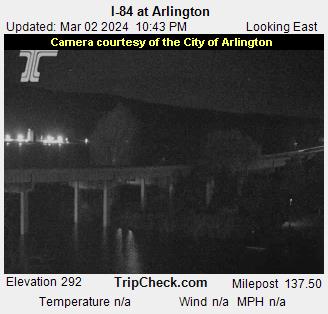 I-84 at Arlington
Updated: Mar 02 2024 10:43 PM Looking East
Camera courtesy of the City of Arlington
Elevation 292 TripCheck.com Milepost 137.50
Temperature n/a Wind n/a MPH n/a